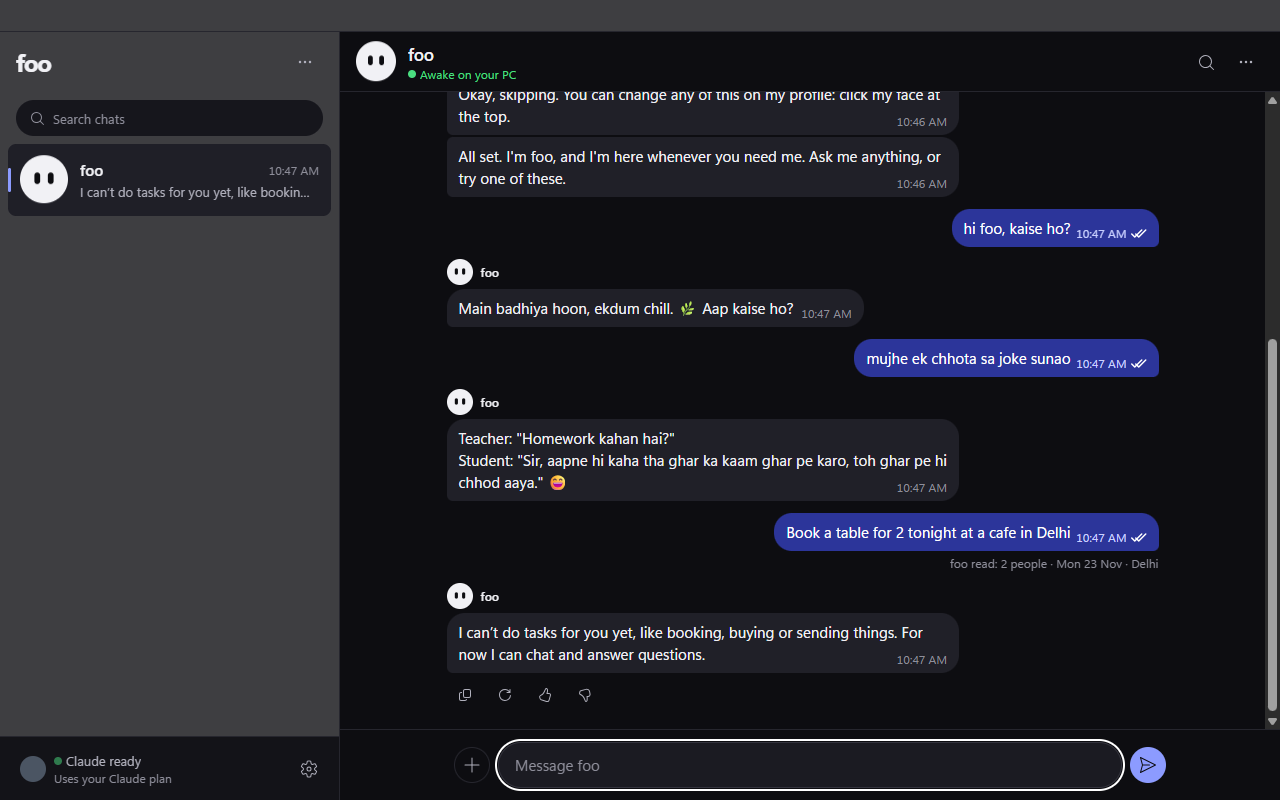 foo
Search chats
foo
10:47 AM
I can't do tasks for you yet, like bookin...
Claude ready
Uses your Claude plan
foo
Awake on your PC
Okay, skipping. You can change any of this on my profile: click my face at
the top.
10:46 AM
All set. I'm foo, and I'm here whenever you need me. Ask me anything, or
try one of these.
10:46 AM
hi foo, kaise ho?
10:47 AM
foo
Main badhiya hoon, ekdum chill. 🌿 Aap kaise ho?
10:47 AM
mujhe ek chhota sa joke sunao
10:47 AM
foo
Teacher: "Homework kahan hai?"
Student: "Sir, aapne hi kaha tha ghar ka kaam ghar pe karo, toh ghar pe hi
chhod aaya." 😄
10:47 AM
Book a table for 2 tonight at a cafe in Delhi
10:47 AM
foo read: 2 people · Mon 23 Nov · Delhi
foo
I can't do tasks for you yet, like booking, buying or sending things. For
now I can chat and answer questions.
10:47 AM
Message foo